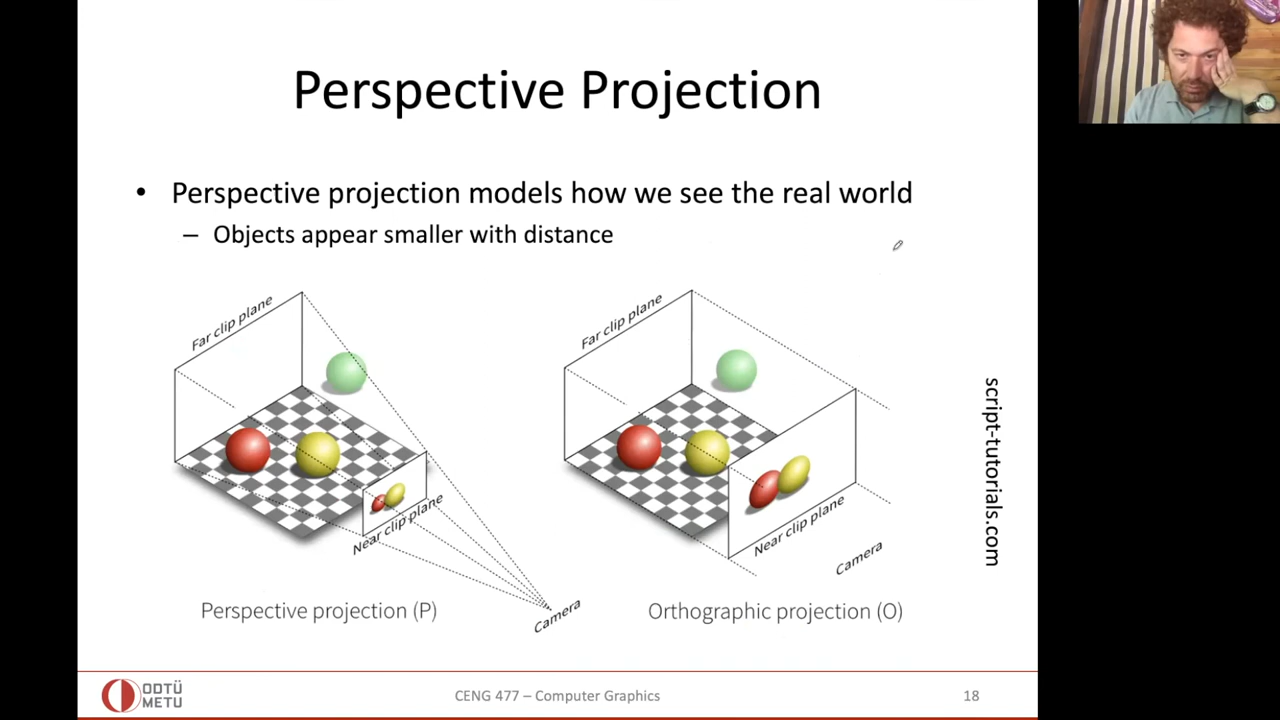 Perspective Projection
• Perspective projection models how we see the real world
– Objects appear smaller with distance
Far clip plane
Near clip plane
Camera
Perspective projection (P)
Far clip plane
Near clip plane
Camera
Orthographic projection (O)
script-tutorials.com
ODTÜ
METU
CENG 477 – Computer Graphics
18